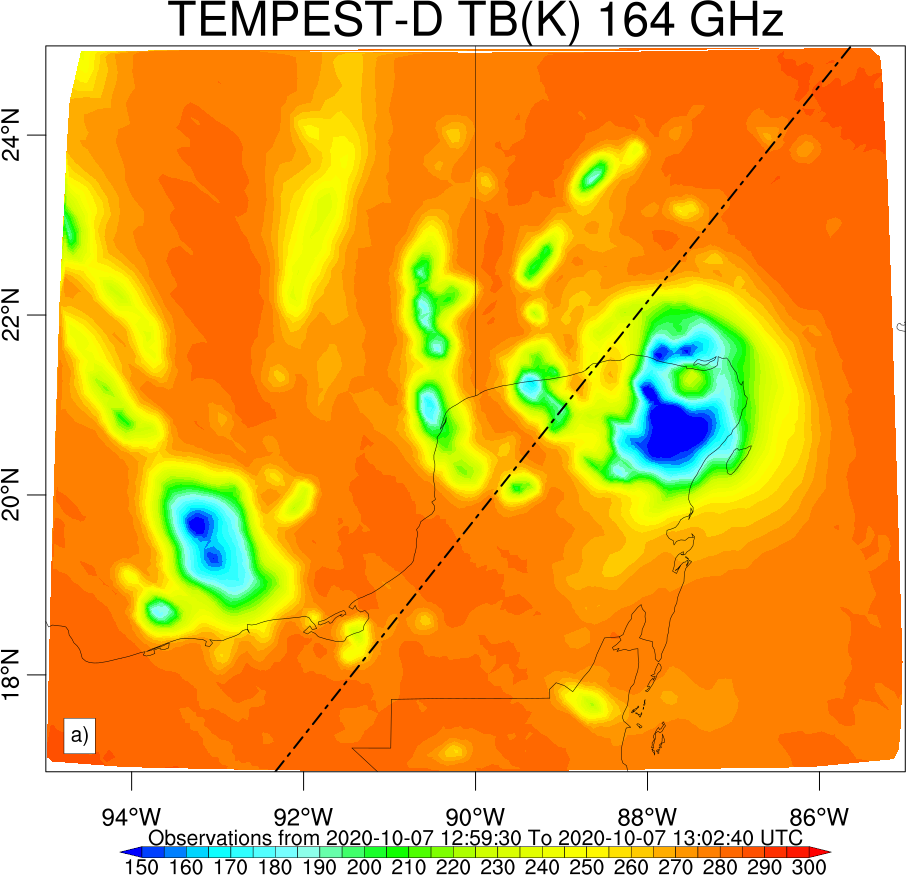 TEMPEST-D TB(K) 164 GHz
24°N
22°N
20°N
18°N
a)
94°W 92°W 90°W 88°W 86°W
Observations from 2020-10-07 12:59:30 To 2020-10-07 13:02:40 UTC
150 160 170 180 190 200 210 220 230 240 250 260 270 280 290 300